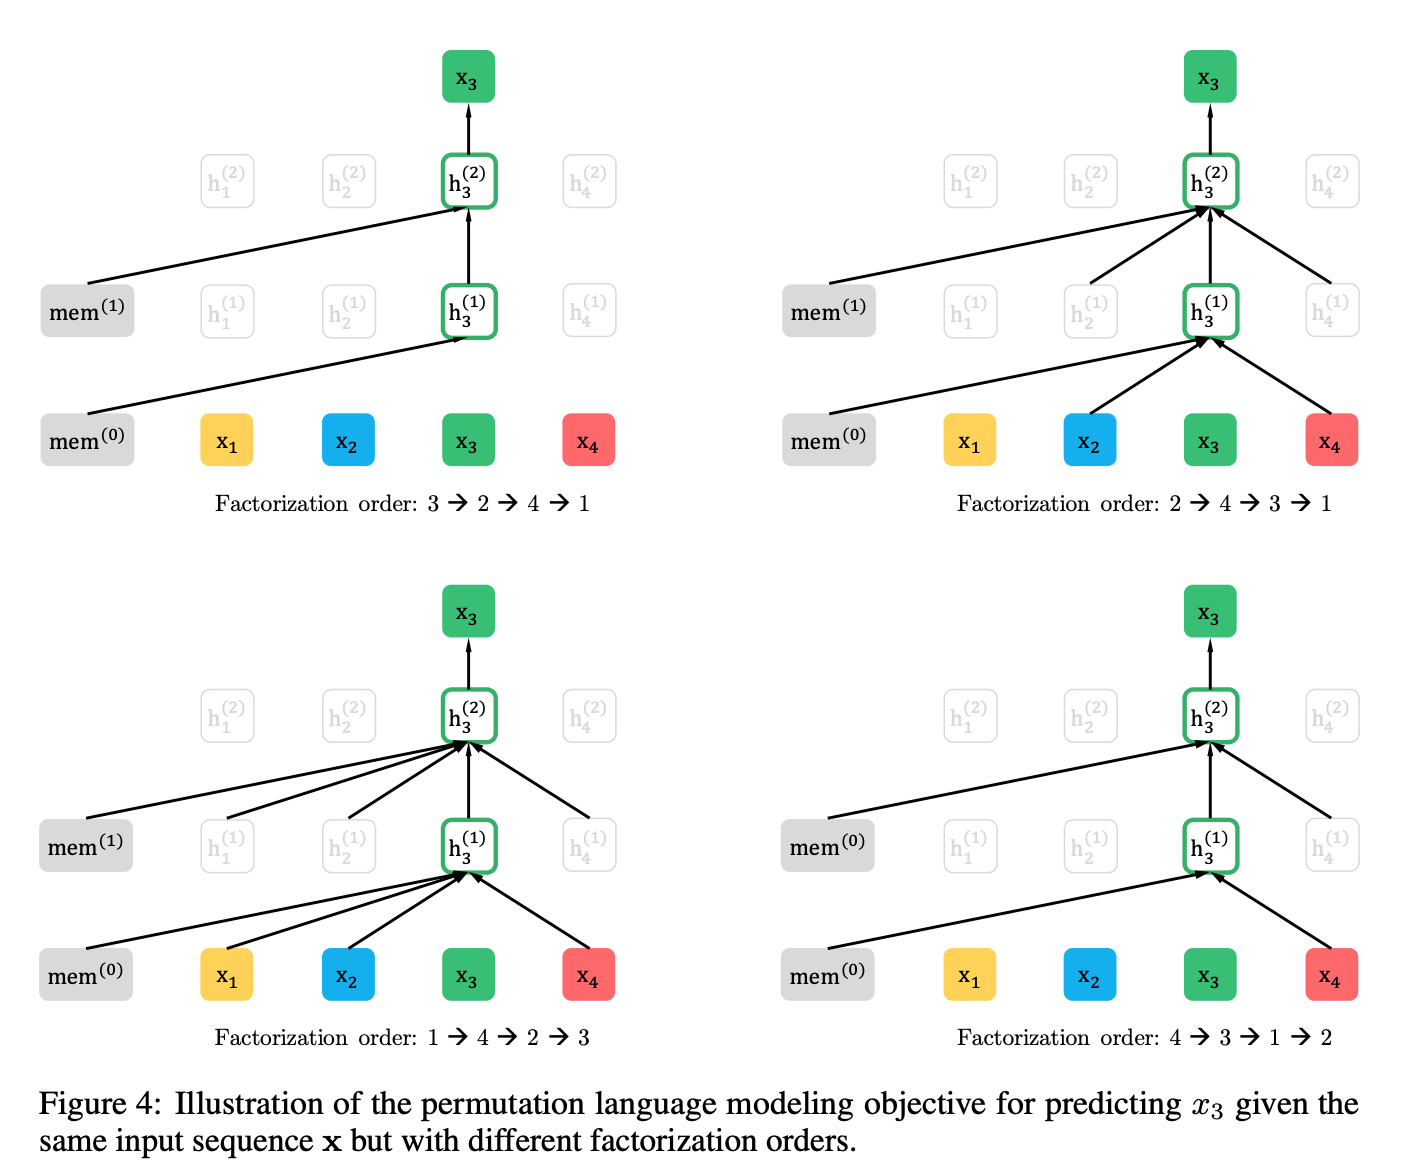 x₃ x₃
h₁⁽²⁾ h₂⁽²⁾ h₃⁽²⁾ h₄⁽²⁾ h₁⁽²⁾ h₂⁽²⁾ h₃⁽²⁾ h₄⁽²⁾
mem⁽¹⁾ h₁⁽¹⁾ h₂⁽¹⁾ h₃⁽¹⁾ h₄⁽¹⁾ mem⁽¹⁾ h₁⁽¹⁾ h₂⁽¹⁾ h₃⁽¹⁾ h₄⁽¹⁾
mem⁽⁰⁾ x₁ x₂ x₃ x₄ mem⁽⁰⁾ x₁ x₂ x₃ x₄
Factorization order: 3 → 2 → 4 → 1 Factorization order: 2 → 4 → 3 → 1
x₃ x₃
h₁⁽²⁾ h₂⁽²⁾ h₃⁽²⁾ h₄⁽²⁾ h₁⁽²⁾ h₂⁽²⁾ h₃⁽²⁾ h₄⁽²⁾
mem⁽¹⁾ h₁⁽¹⁾ h₂⁽¹⁾ h₃⁽¹⁾ h₄⁽¹⁾ mem⁽⁰⁾ h₁⁽¹⁾ h₂⁽¹⁾ h₃⁽¹⁾ h₄⁽¹⁾
mem⁽⁰⁾ x₁ x₂ x₃ x₄ mem⁽⁰⁾ x₁ x₂ x₃ x₄
Factorization order: 1 → 4 → 2 → 3 Factorization order: 4 → 3 → 1 → 2
Figure 4: Illustration of the permutation language modeling objective for predicting x₃ given the
same input sequence x but with different factorization orders.